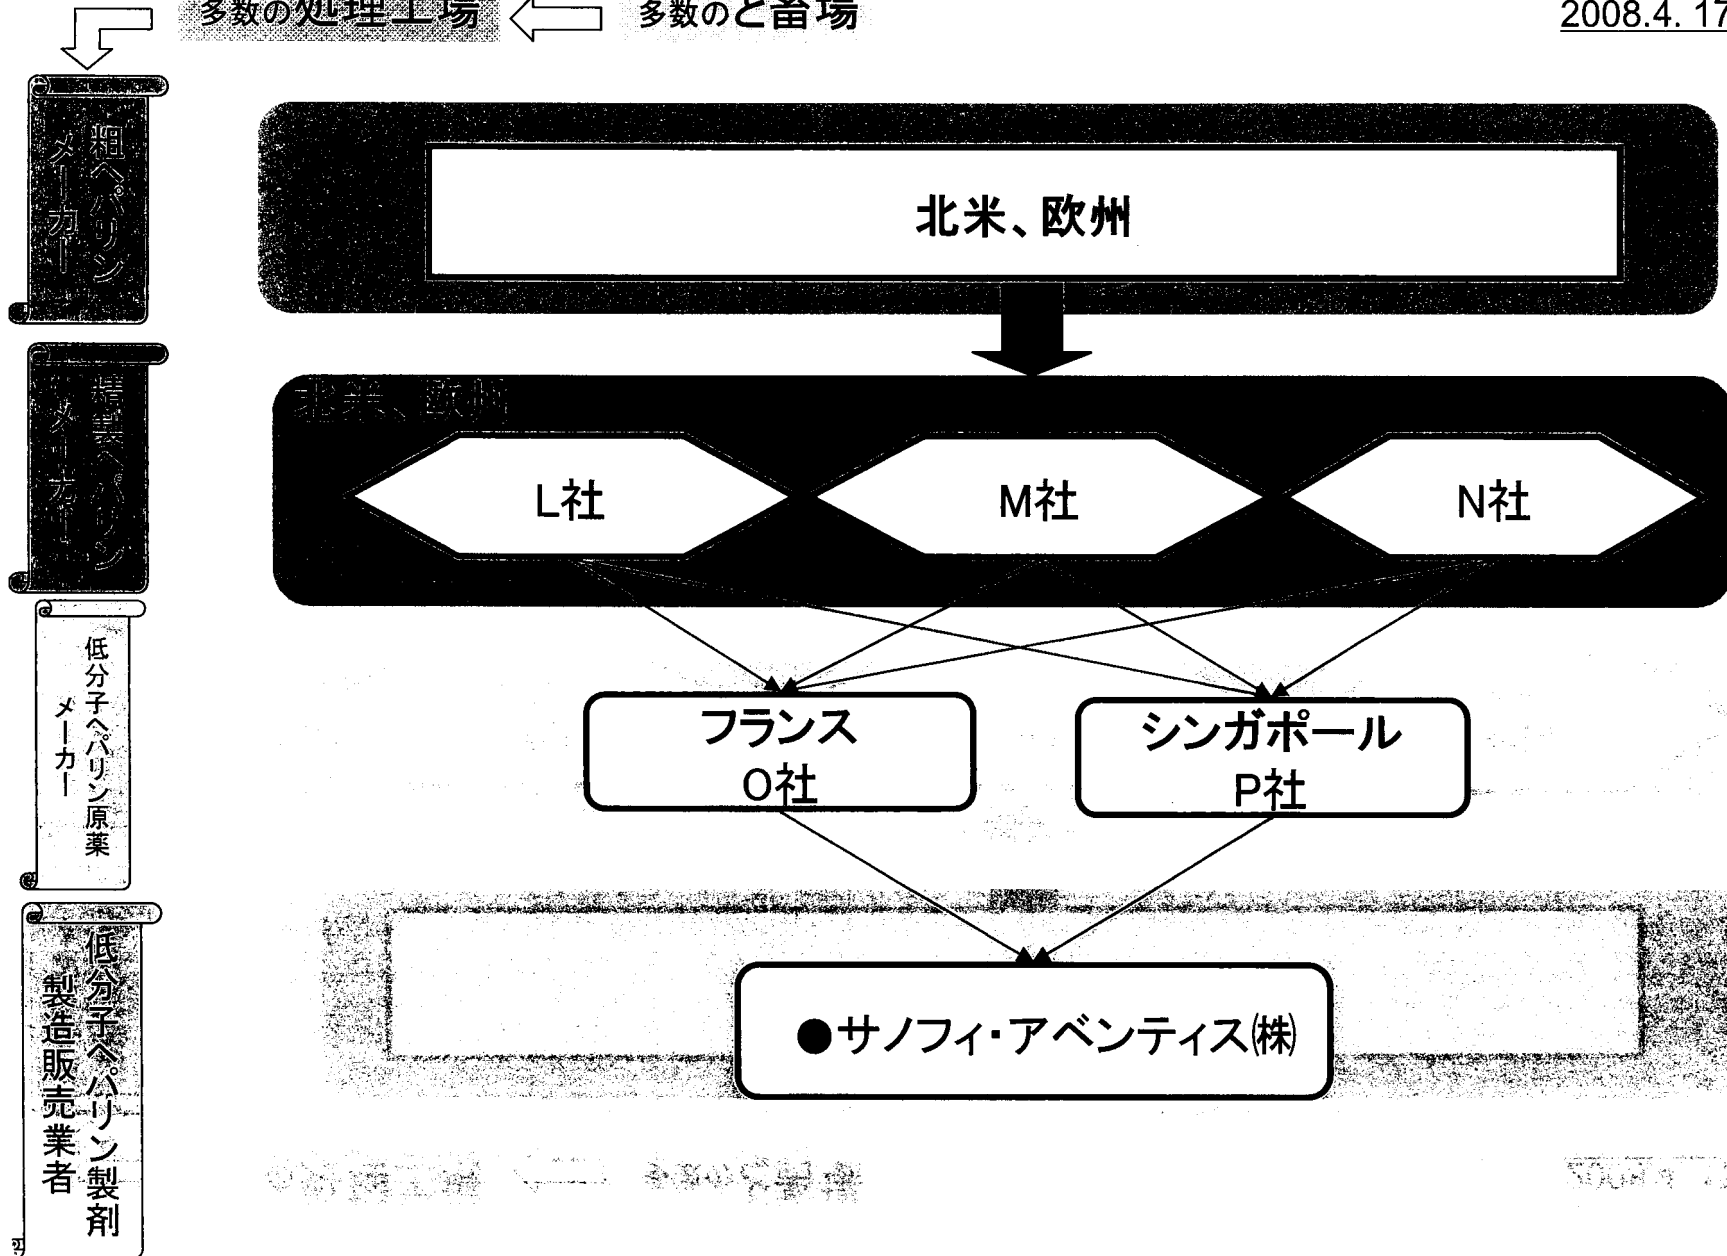 多数の処理工場
多数のと畜場
2008.4. 17
粗ヘパリン
メーカー
北米、欧州
精製ヘパリン
メーカー
北米、欧州
L社
M社
N社
低分子ヘパリン原薬
メーカー
フランス
O社
シンガポール
P社
低分子ヘパリン製剤
製造販売業者
●サノフィ・アベンティス㈱